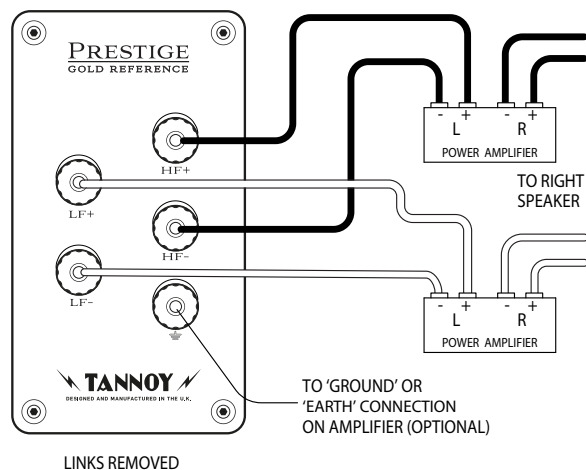 PRESTIGE
GOLD REFERENCE
HF+
LF+
HF-
LF-
TANNOY
DESIGNED AND MANUFACTURED IN THE U.K.
LINKS REMOVED
- + - +
L R
POWER AMPLIFIER
TO RIGHT
SPEAKER
- + - +
L R
POWER AMPLIFIER
TO ‘GROUND’ OR
‘EARTH’ CONNECTION
ON AMPLIFIER (OPTIONAL)